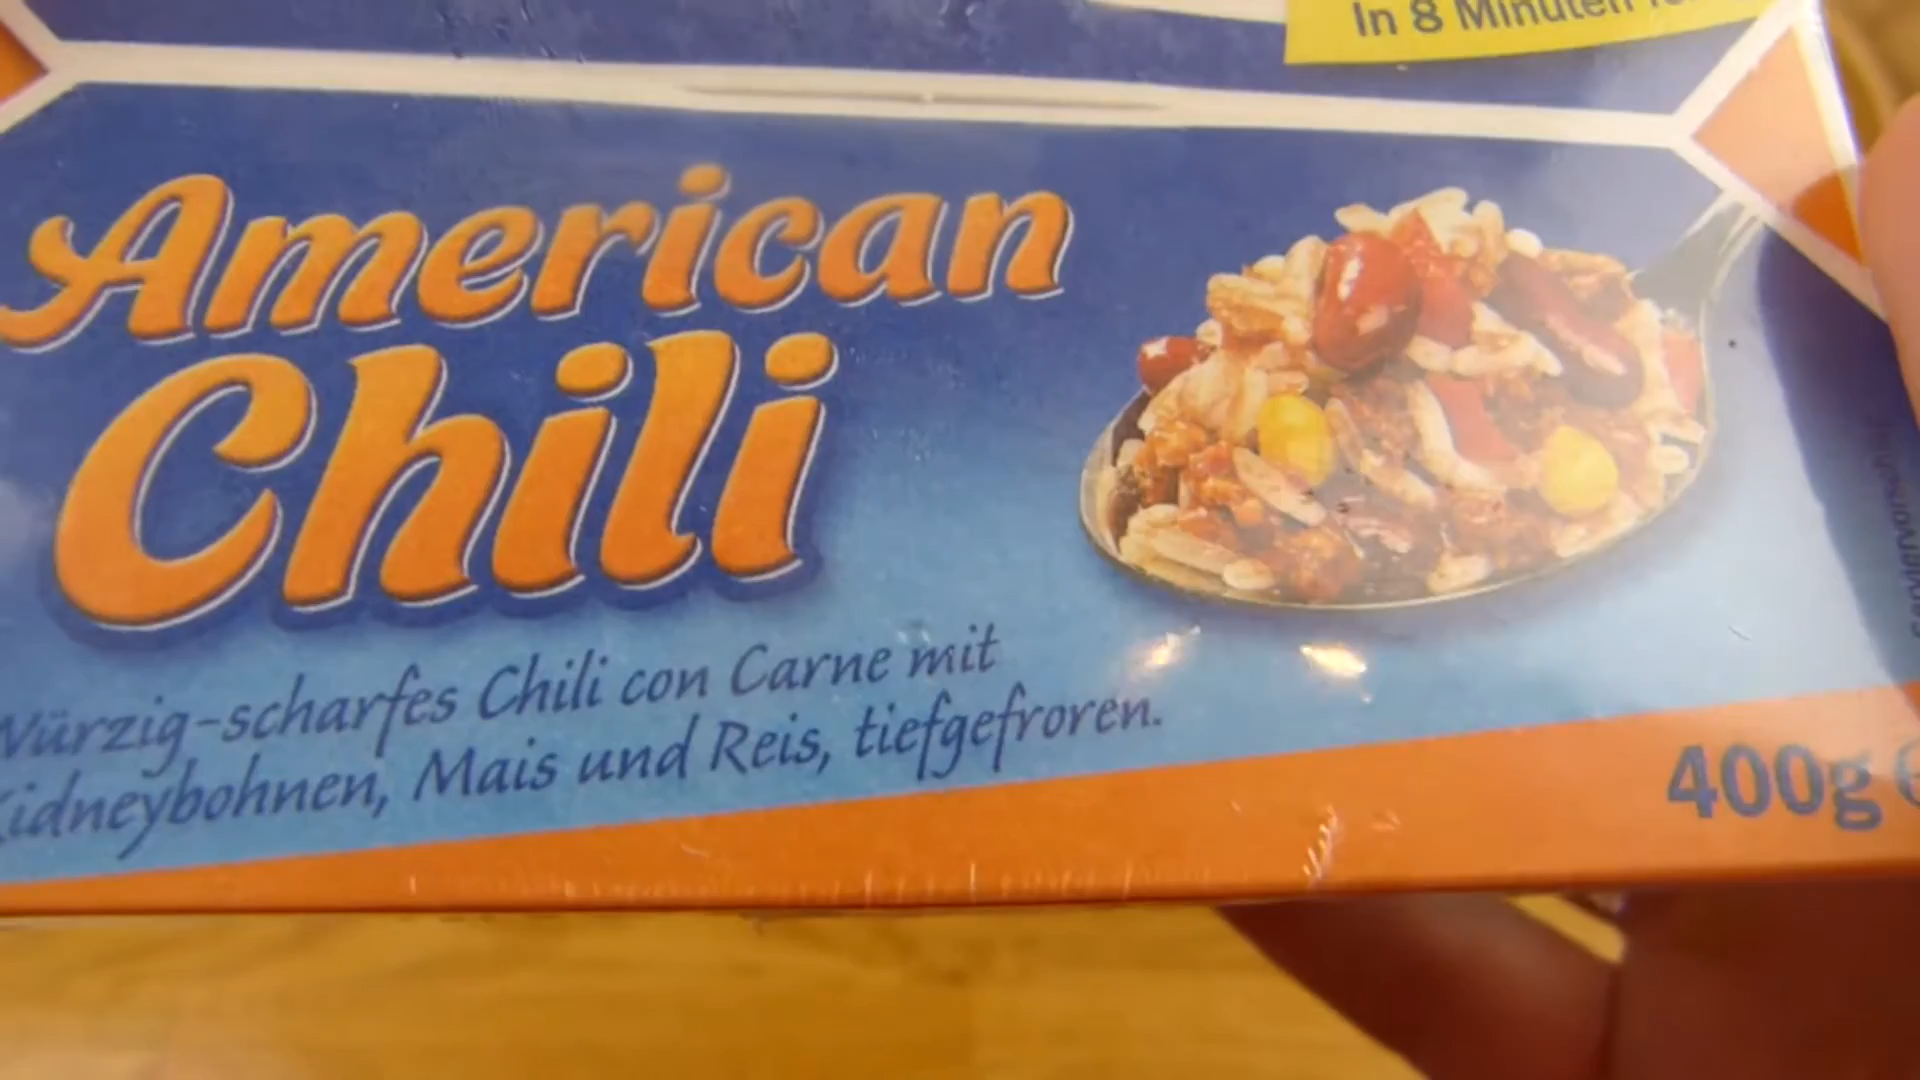 In 8 Minuten
American
Chili
Würzig-scharfes Chili con Carne mit
Kidneybohnen, Mais und Reis, tiefgefroren.
400g